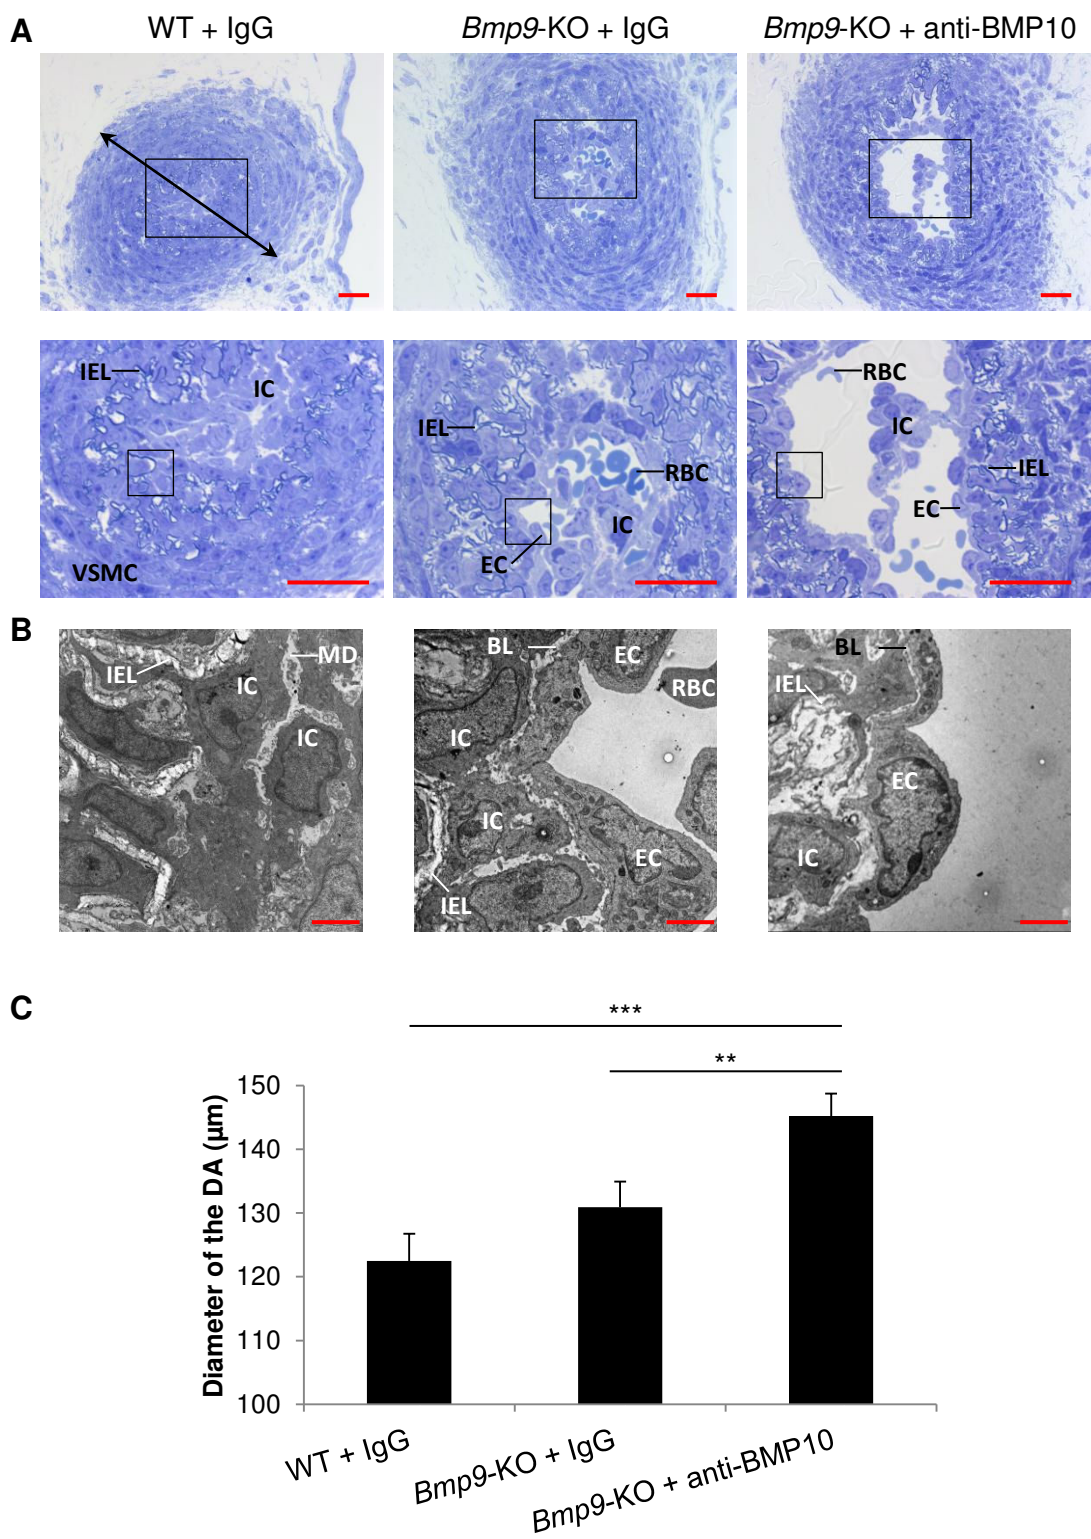 A
WT + IgG
Bmp9-KO + IgG
Bmp9-KO + anti-BMP10
IEL
IC
VSMC
IEL
RBC
IC
EC
RBC
IC
IEL
EC
B
IEL
MD
IC
IC
BL
EC
RBC
IC
IC
EC
IEL
BL
IEL
EC
IC
C
***
**
Diameter of the DA (µm)
150
140
130
120
110
100
WT + IgG
Bmp9-KO + IgG
Bmp9-KO + anti-BMP10